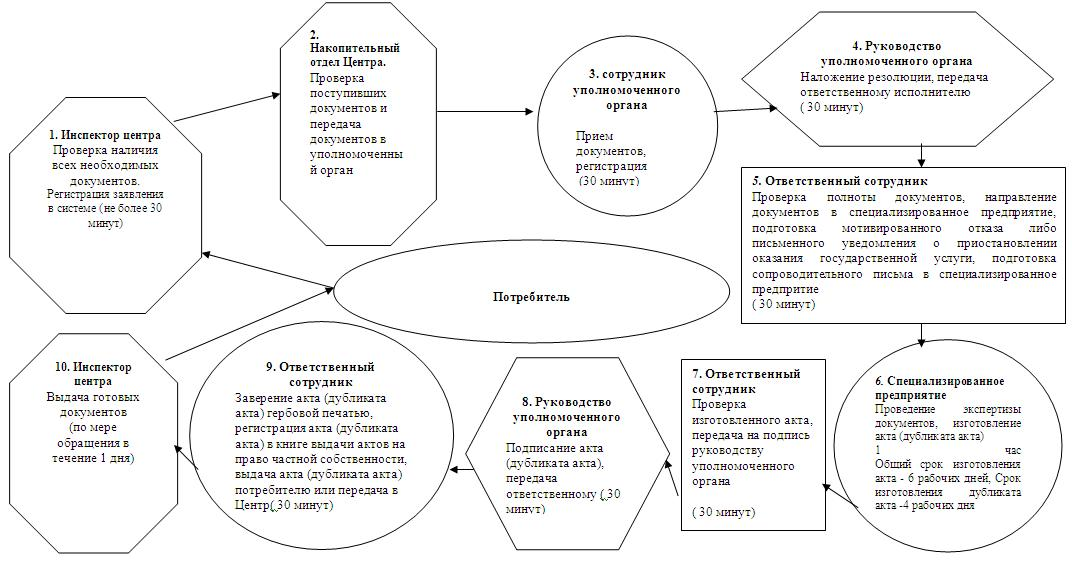 1. Инспектор центра
Проверка наличия
всех необходимых
документов.
Регистрация заявления
в системе (не более 30
минут)
2.
Накопительный
отдел Центра.
Проверка
поступивших
документов и
передача
документов в
уполномоченны
й орган
3. сотрудник
уполномоченного
органа
Прием
документов,
регистрация
(30 минут)
4. Руководство
уполномоченного органа
Наложение резолюции, передача
ответственному исполнителю
( 30 минут)
5. Ответственный сотрудник
Проверка полноты документов, направление
документов в специализированное предприятие,
подготовка мотивированного отказа либо
письменного уведомления о приостановлении
оказания государственной услуги, подготовка
сопроводительного письма в специализированное
предпритие
( 30 минут)
Потребитель
6. Специализированное
предприятие
Проведение экспертизы
документов, изготовление
акта (дубликата акта)
1 час
Общий срок изготовления
акта - 6 рабочих дней, Срок
изготовления дубликата
акта -4 рабочих дня
7. Ответственный
сотрудник
Проверка
изготовленного акта,
передача на подпись
руководству
уполномоченного
органа
( 30 минут)
8. Руководство
уполномоченного
органа
Подписание акта
(дубликата акта),
передача
ответственному ( 30
минут)
9. Ответственный
сотрудник
Заверение акта (дубликата
акта) гербовой печатью,
регистрация акта (дубликата
акта) в книге выдачи актов на
право частной собственности,
выдача акта (дубликата акта)
потребителю или передача в
Центр( 30 минут)
10. Инспектор
центра
Выдача готовых
документов
(по мере
обращения в
течение 1 дня)